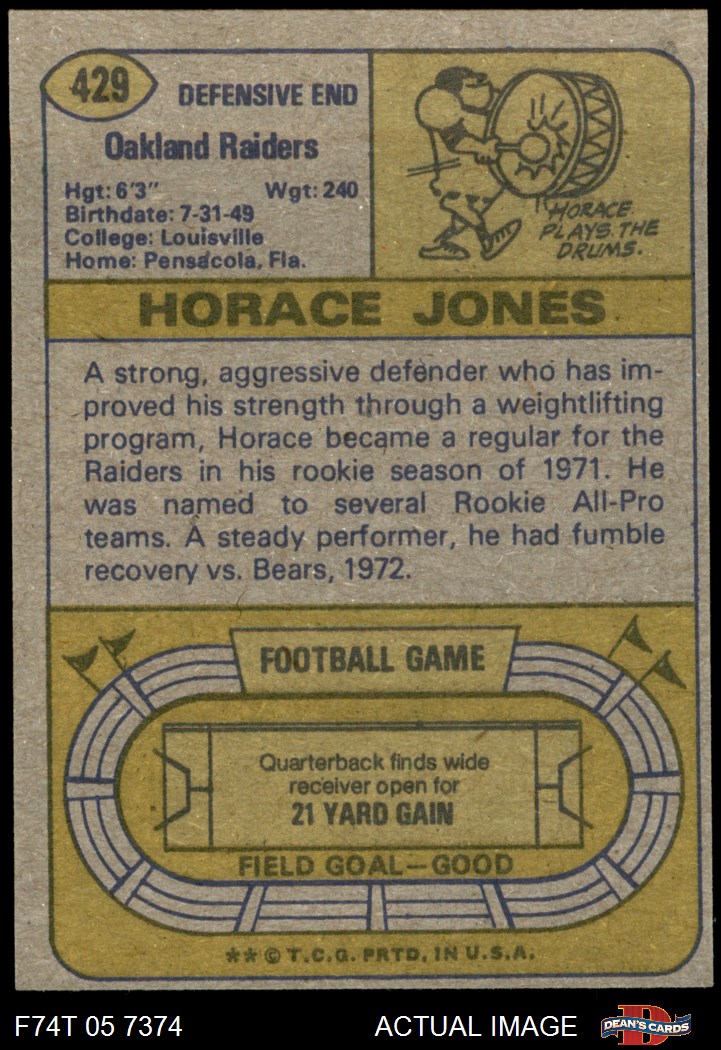 429
DEFENSIVE END
Oakland Raiders
Hgt: 6'3" Wgt: 240
Birthdate: 7-31-49
College: Louisville
Home: Pensacola, Fla.
HORACE
PLAYS THE
DRUMS.
HORACE JONES
A strong, aggressive defender who has im-
proved his strength through a weightlifting
program, Horace became a regular for the
Raiders in his rookie season of 1971. He
was named to several Rookie All-Pro
teams. A steady performer, he had fumble
recovery vs. Bears, 1972.
FOOTBALL GAME
Quarterback finds wide
receiver open for
21 YARD GAIN
FIELD GOAL—GOOD
** © T.C.G. PRTD. IN U.S.A.
F74T 05 7374 ACTUAL IMAGE
D
DEAN'S CARDS